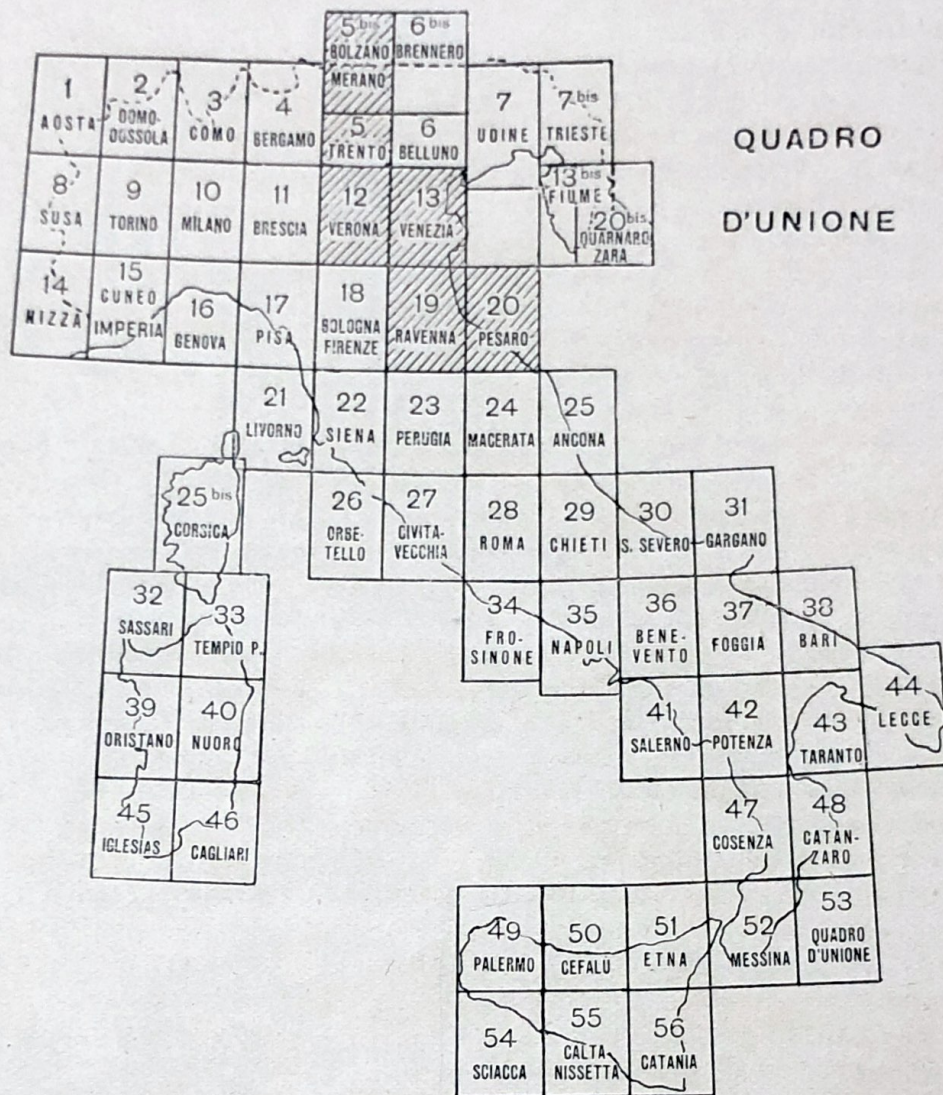 5 bis
BOLZANO
MERANO
6 bis
BRENNERO
1
AOSTA
2
DOMO-
DOSSOLA
3
COMO
4
BERGAMO
5
TRENTO
6
BELLUNO
7
UDINE
7 bis
TRIESTE
QUADRO
D'UNIONE
8
SUSA
9
TORINO
10
MILANO
11
BRESCIA
12
VERONA
13
VENEZIA
13 bis
FIUME
20 bis
QUARNARO
ZARA
14
NIZZA
15
CUNEO
IMPERIA
16
GENOVA
17
PISA
18
BOLOGNA
FIRENZE
19
RAVENNA
20
PESARO
21
LIVORNO
22
SIENA
23
PERUGIA
24
MACERATA
25
ANCONA
25 bis
CORSICA
26
ORBE-
TELLO
27
CIVITA-
VECCHIA
28
ROMA
29
CHIETI
30
S. SEVERO
31
GARGANO
32
SASSARI
33
TEMPIO P.
34
FRO-
SINONE
35
NAPOLI
36
BENE-
VENTO
37
FOGGIA
38
BARI
39
ORISTANO
40
NUORO
41
SALERNO
42
POTENZA
43
TARANTO
44
LECCE
45
IGLESIAS
46
CAGLIARI
47
COSENZA
48
CATAN-
ZARO
49
PALERMO
50
CEFALÙ
51
ETNA
52
MESSINA
53
QUADRO
D'UNIONE
54
SCIACCA
55
CALTA
NISSETTA
56
CATANIA